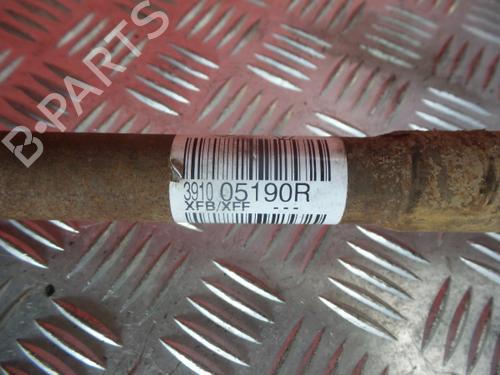 B-PARTS
3910 05190R
XFB/XFF ---